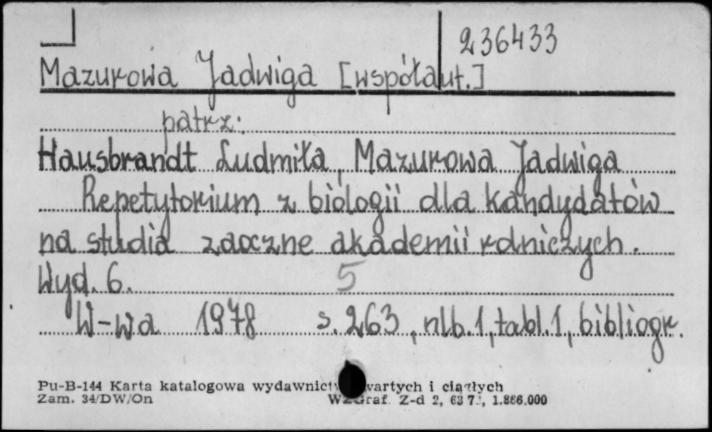 236433
Mazurowa Jadwiga [współaut.]
patrz:
Hausbrandt Ludmiła, Mazurowa Jadwiga
Repetytorium z biologii dla kandydatów
na studia zaoczne akademii rolniczych.
Wyd. 6. 5
W-wa 1978 s. 263, nlb. 1, tabl. 1, bibliogr.
Pu-B-144 Karta katalogowa wydawnictw zwartych i ciągłych
Zam. 34/DW/On WZGraf. Z-d 2, 1.866.000